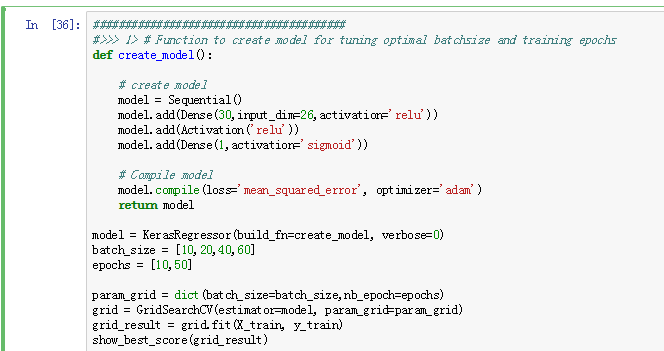 In [36]: ########################################
#>>> 1> # Function to create model for tuning optimal batchsize and training epochs
def create_model():
# create model
model = Sequential()
model.add(Dense(30,input_dim=26,activation='relu'))
model.add(Activation('relu'))
model.add(Dense(1,activation='sigmoid'))
# Compile model
model.compile(loss='mean_squared_error', optimizer='adam')
return model
model = KerasRegressor(build_fn=create_model, verbose=0)
batch_size = [10,20,40,60]
epochs = [10,50]
param_grid = dict(batch_size=batch_size,nb_epoch=epochs)
grid = GridSearchCV(estimator=model, param_grid=param_grid)
grid_result = grid.fit(X_train, y_train)
show_best_score(grid_result)